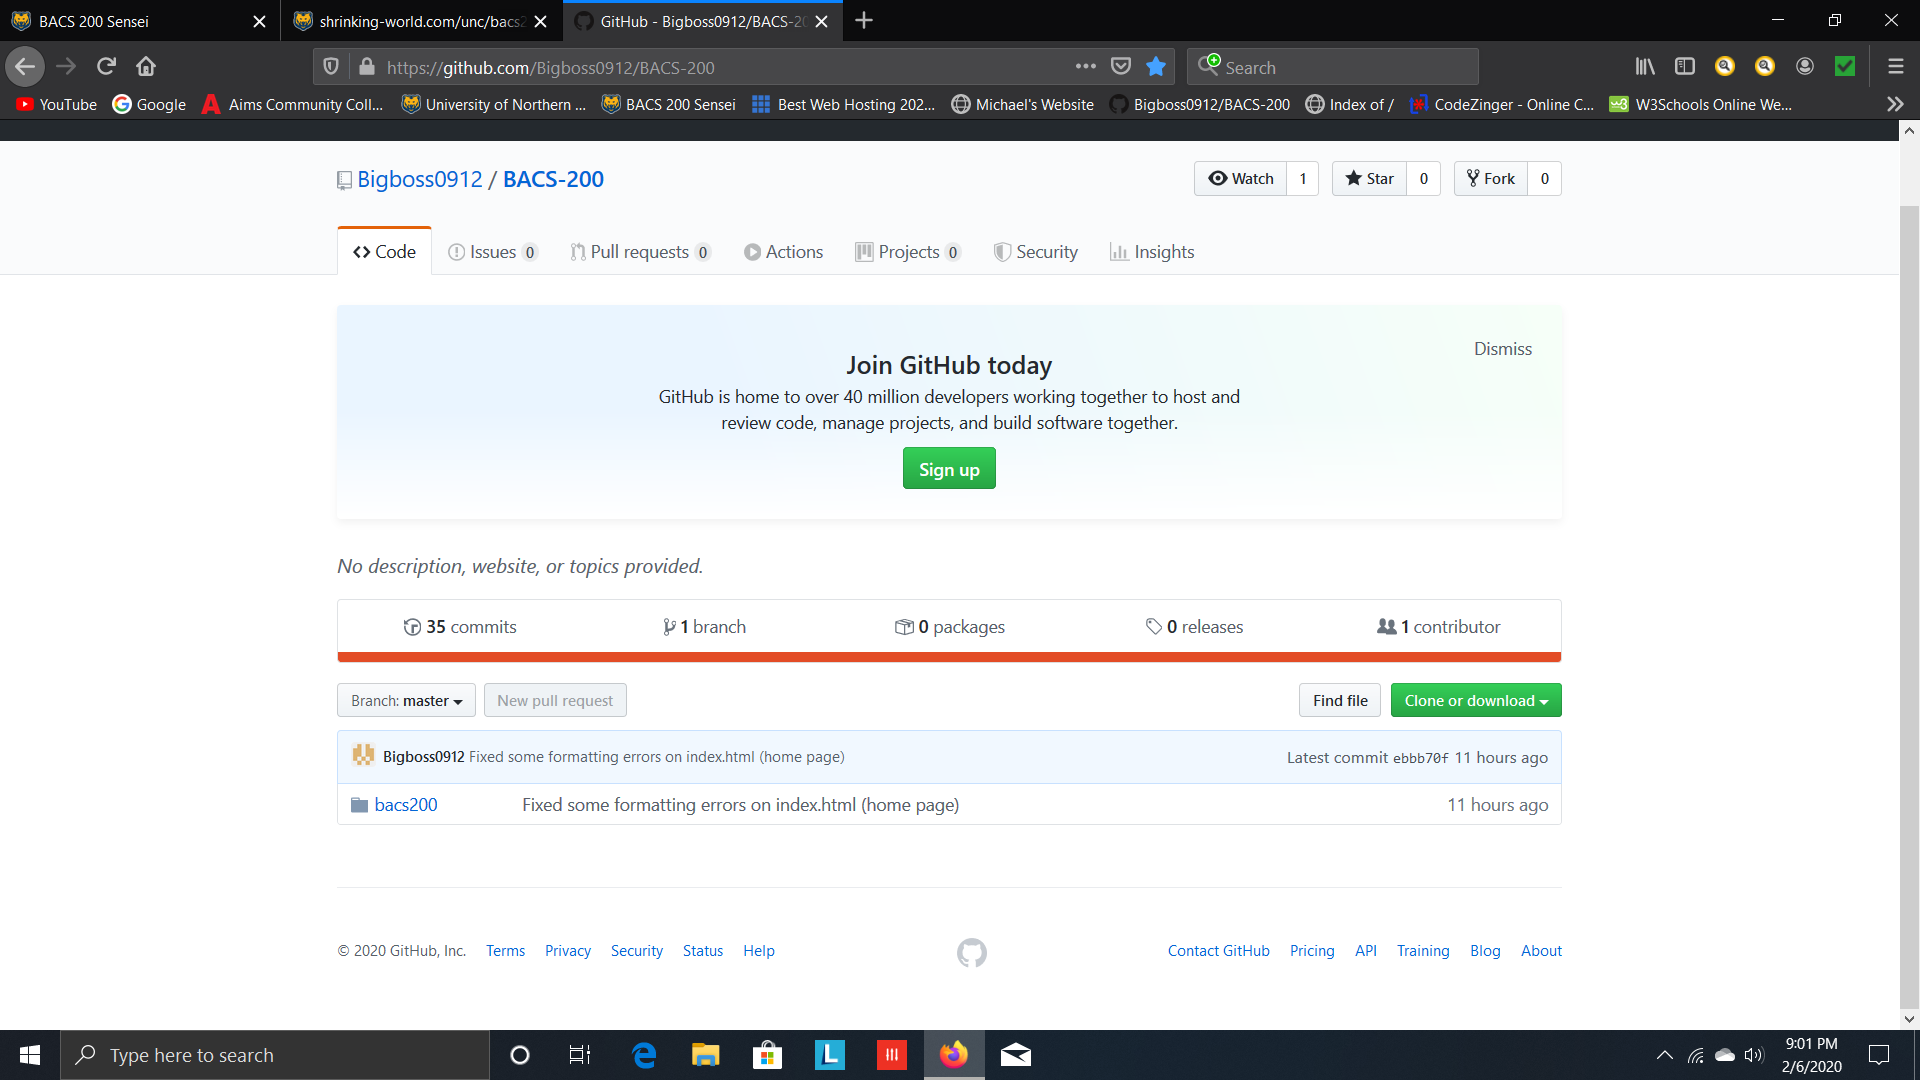 BACS 200 Sensei
shrinking-world.com/unc/bacs2
GitHub - Bigboss0912/BACS-20
https://github.com/Bigboss0912/BACS-200
Search
YouTube Google Aims Community Coll... University of Northern ... BACS 200 Sensei Best Web Hosting 202... Michael's Website Bigboss0912/BACS-200 Index of / CodeZinger - Online C... W3Schools Online We...
Bigboss0912 / BACS-200
Watch 1 Star 0 Fork 0
Code Issues 0 Pull requests 0 Actions Projects 0 Security Insights
Dismiss
Join GitHub today
GitHub is home to over 40 million developers working together to host and
review code, manage projects, and build software together.
Sign up
No description, website, or topics provided.
35 commits 1 branch 0 packages 0 releases 1 contributor
Branch: master New pull request Find file Clone or download
Bigboss0912 Fixed some formatting errors on index.html (home page) Latest commit ebbb70f 11 hours ago
bacs200 Fixed some formatting errors on index.html (home page) 11 hours ago
© 2020 GitHub, Inc. Terms Privacy Security Status Help Contact GitHub Pricing API Training Blog About
Type here to search
9:01 PM
2/6/2020